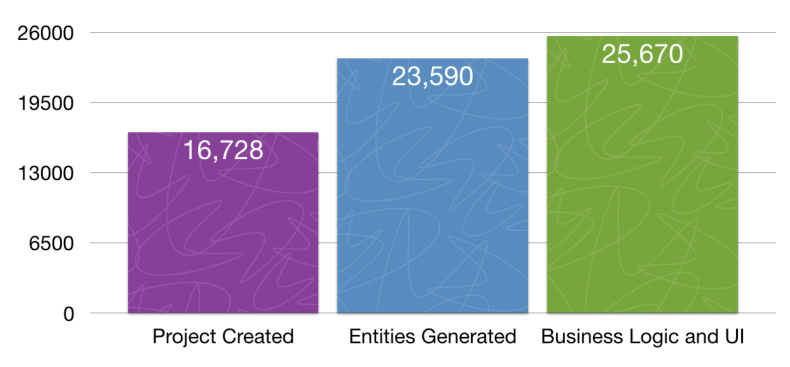 26000
19500
13000
6500
0
16,728
23,590
25,670
Project Created
Entities Generated
Business Logic and UI